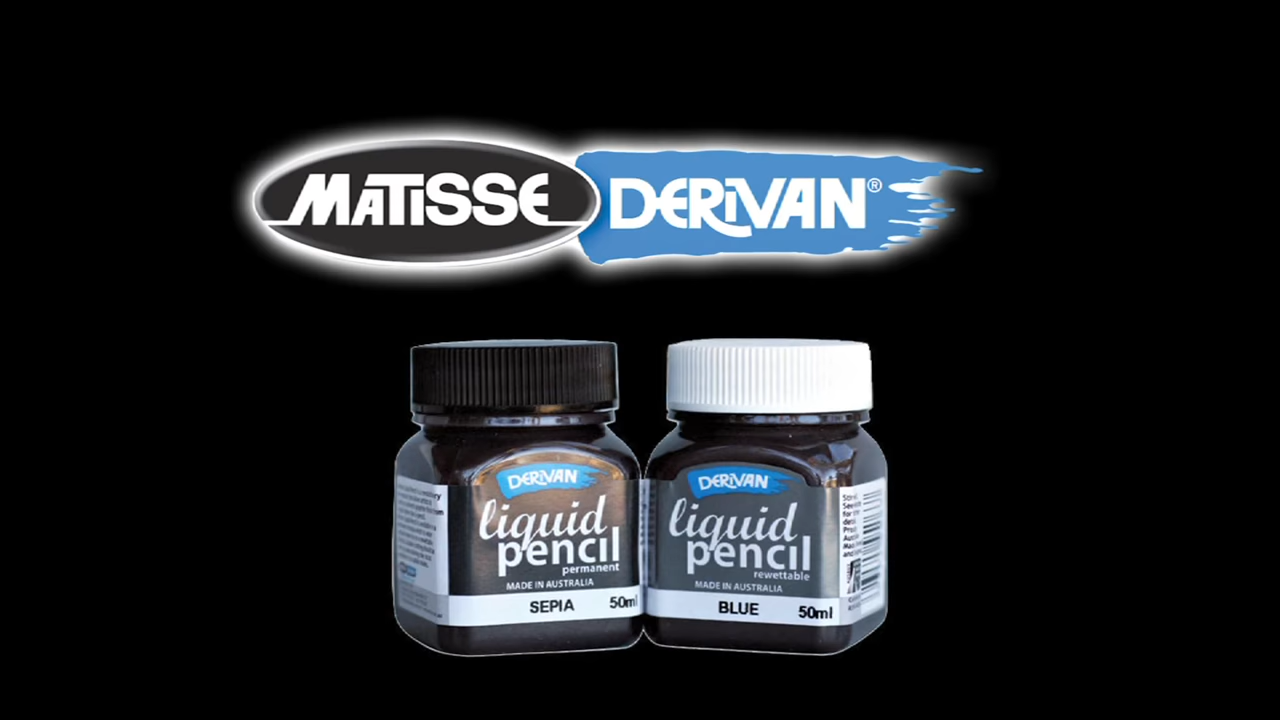 MATISSE DERIVAN®
DERIVAN
liquid
pencil
permanent
MADE IN AUSTRALIA
SEPIA 50ml
DERIVAN
liquid
pencil
rewettable
MADE IN AUSTRALIA
BLUE 50ml